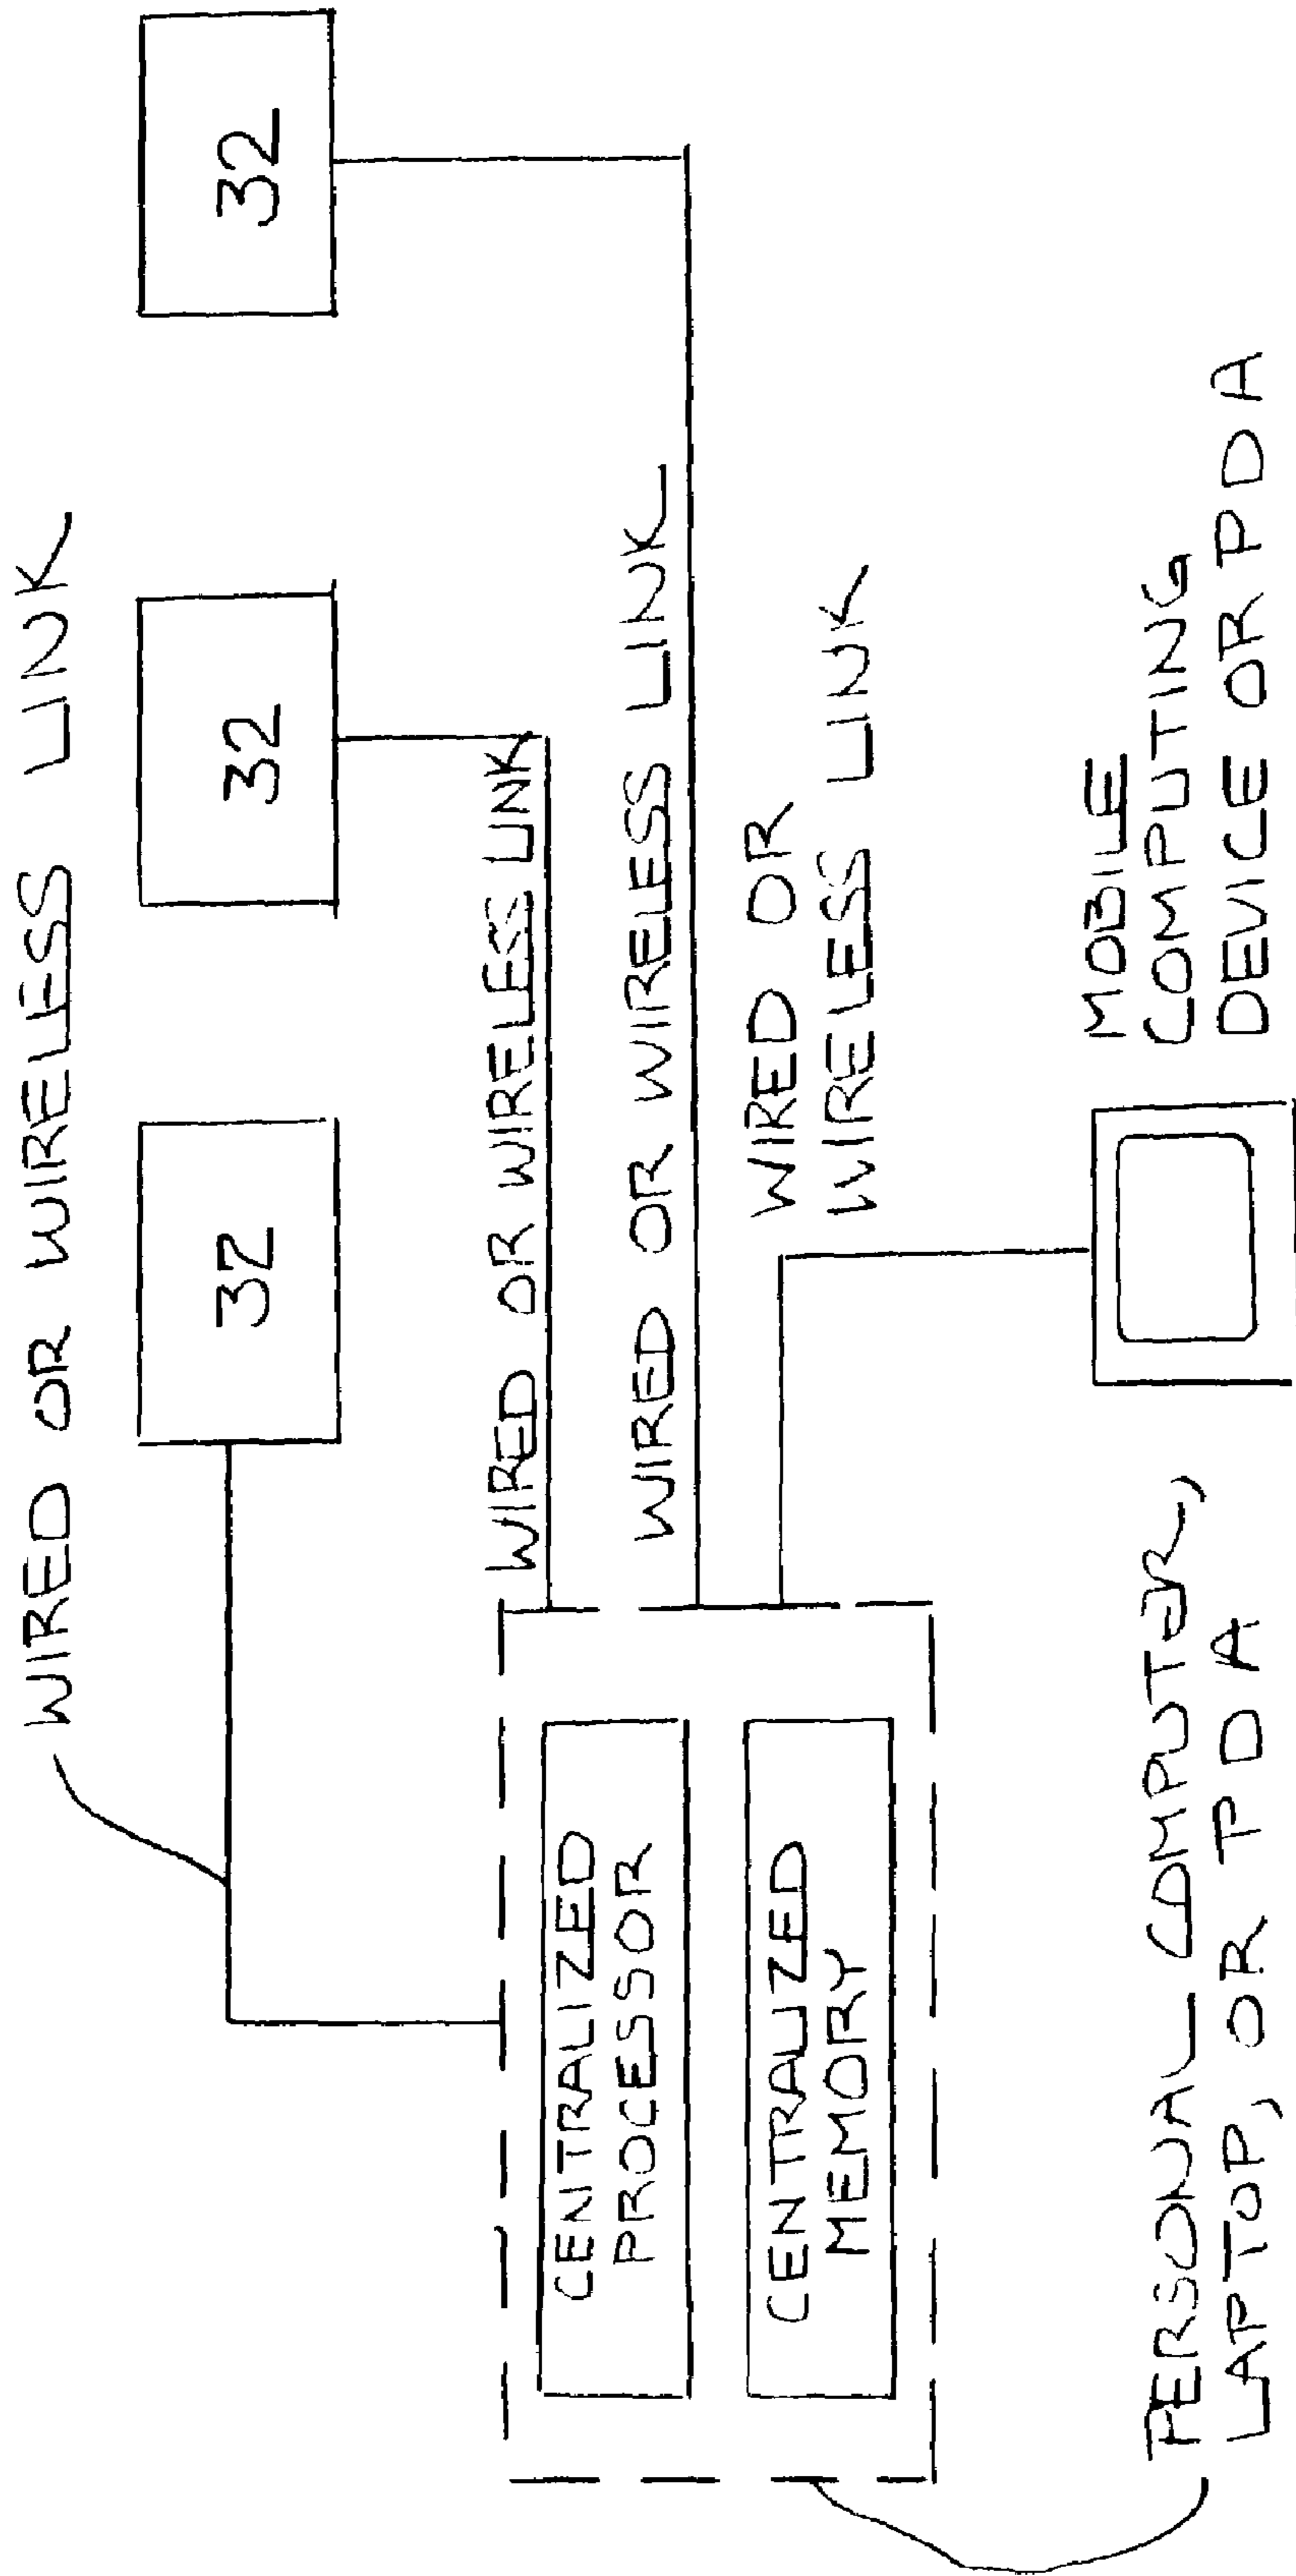 WIRED OR WIRELESS LINK
32
32
32
WIRED OR WIRELESS LINK
WIRED OR WIRELESS LINK
WIRED OR
WIRELESS LINK
CENTRALIZED
PROCESSOR
CENTRALIZED
MEMORY
MOBILE
COMPUTING
DEVICE OR PDA
PERSONAL COMPUTER,
LAPTOP, OR PDA